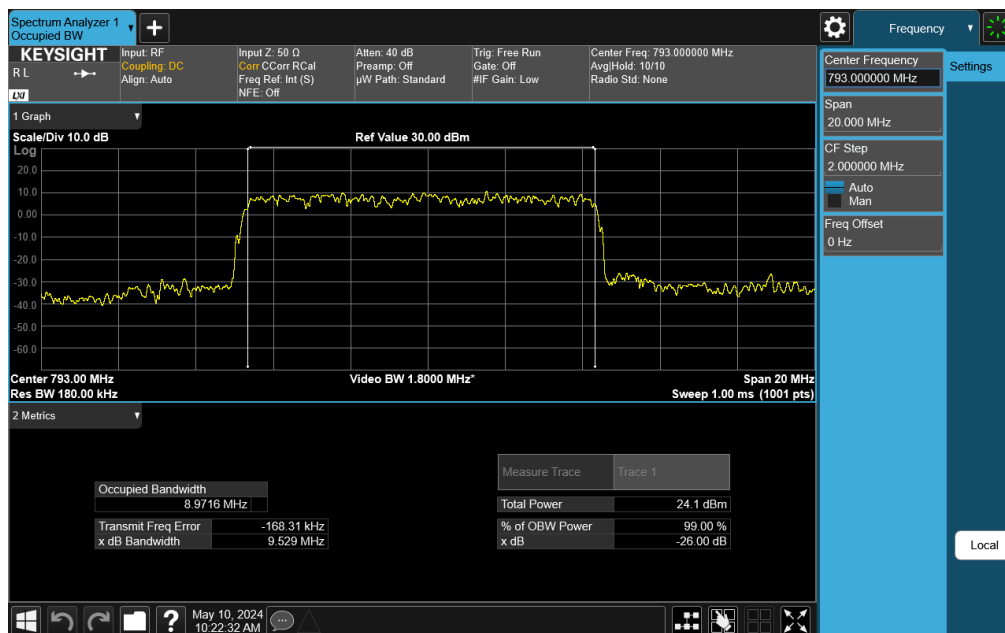 Spectrum Analyzer 1
Occupied BW
Frequency
KEYSIGHT
R L
LXI
Input: RF
Coupling: DC
Align: Auto
Input Z: 50 Ω
Corr CCorr RCal
Freq Ref: Int (S)
NFE: Off
Atten: 40 dB
Preamp: Off
µW Path: Standard
Trig: Free Run
Gate: Off
#IF Gain: Low
Center Freq: 793.000000 MHz
Avg|Hold: 10/10
Radio Std: None
Center Frequency
793.000000 MHz
Settings
Span
20.000 MHz
CF Step
2.000000 MHz
Auto
Man
Freq Offset
0 Hz
Local
1 Graph
Scale/Div 10.0 dB
Ref Value 30.00 dBm
Log
20.0
10.0
0.00
-10.0
-20.0
-30.0
-40.0
-50.0
-60.0
Center 793.00 MHz
Video BW 1.8000 MHz*
Span 20 MHz
Res BW 180.00 kHz
Sweep 1.00 ms (1001 pts)
2 Metrics
Measure Trace
Trace 1
Occupied Bandwidth
8.9716 MHz
Total Power
24.1 dBm
Transmit Freq Error
-168.31 kHz
% of OBW Power
99.00 %
x dB Bandwidth
9.529 MHz
x dB
-26.00 dB
?
May 10, 2024
10:22:32 AM